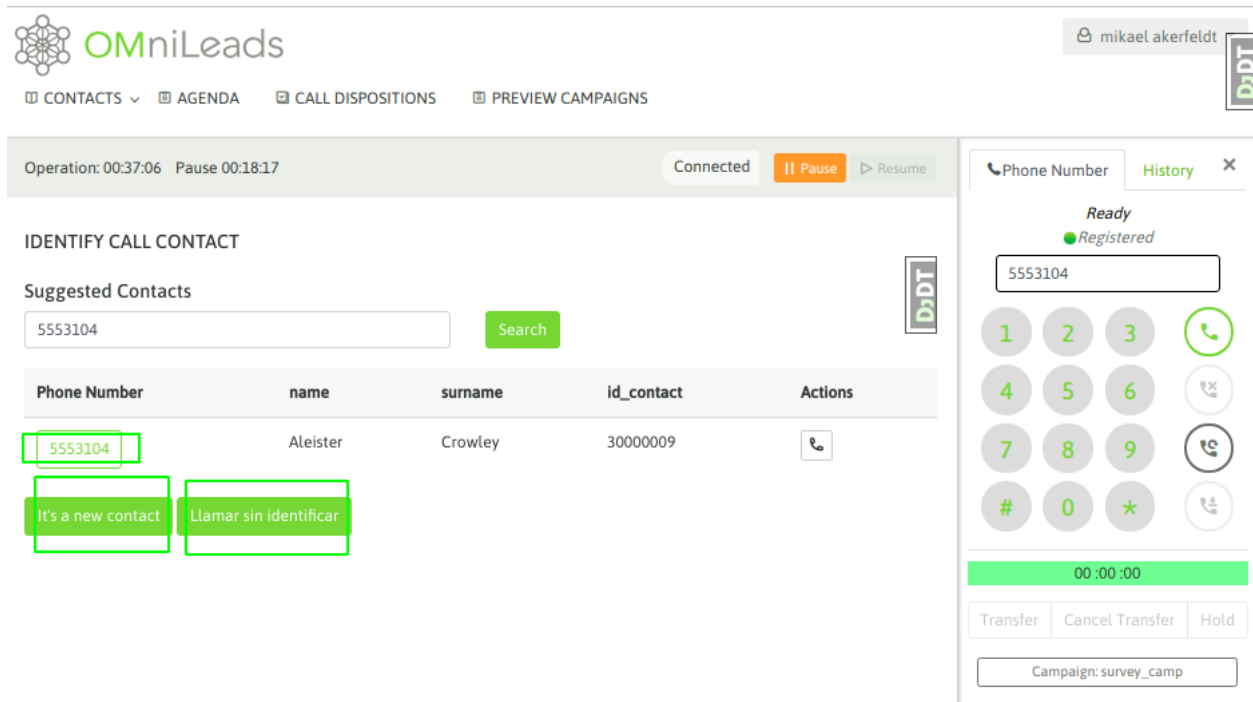 OMniLeads
mikael akerfeldt
DJDT
CONTACTS AGENDA CALL DISPOSITIONS PREVIEW CAMPAIGNS
Operation: 00:37:06 Pause 00:18:17 Connected Pause Resume
IDENTIFY CALL CONTACT
Suggested Contacts
5553104 Search
DJDT
Phone Number name surname id_contact Actions
5553104 Aleister Crowley 30000009
It's a new contact Llamar sin identificar
Phone Number History ×
Ready
Registered
5553104
1 2 3
4 5 6
7 8 9
# 0 *
00 :00 :00
Transfer Cancel Transfer Hold
Campaign: survey_camp